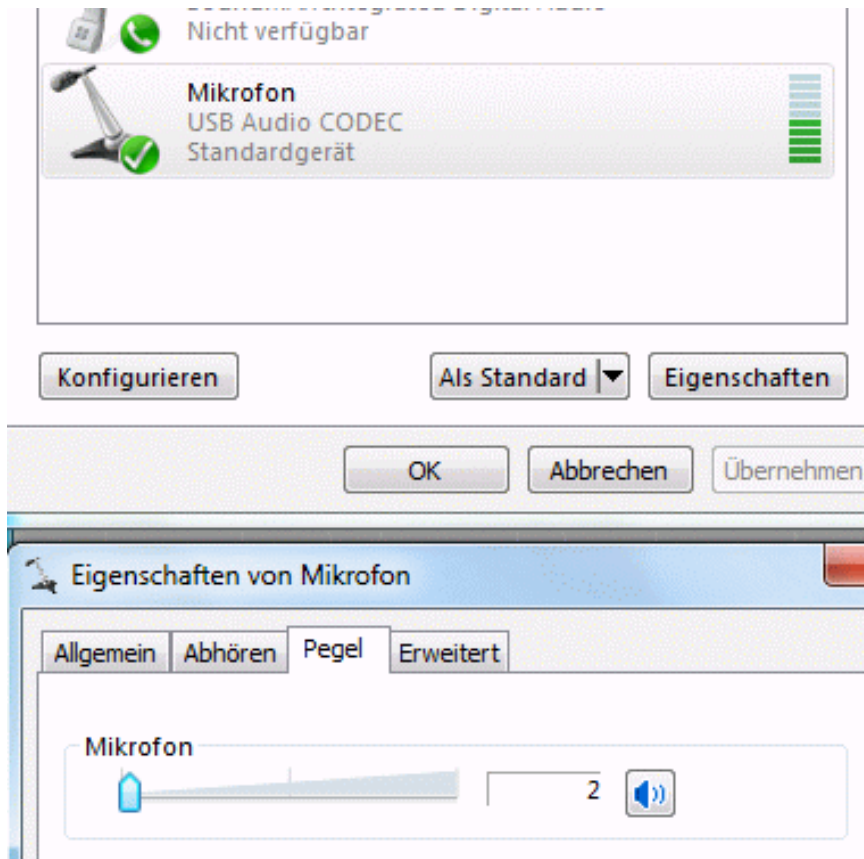 Nicht verfügbar
Mikrofon
USB Audio CODEC
Standardgerät
Konfigurieren
Als Standard
Eigenschaften
OK
Abbrechen
Übernehmen
Eigenschaften von Mikrofon
Allgemein
Abhören
Pegel
Erweitert
Mikrofon
2